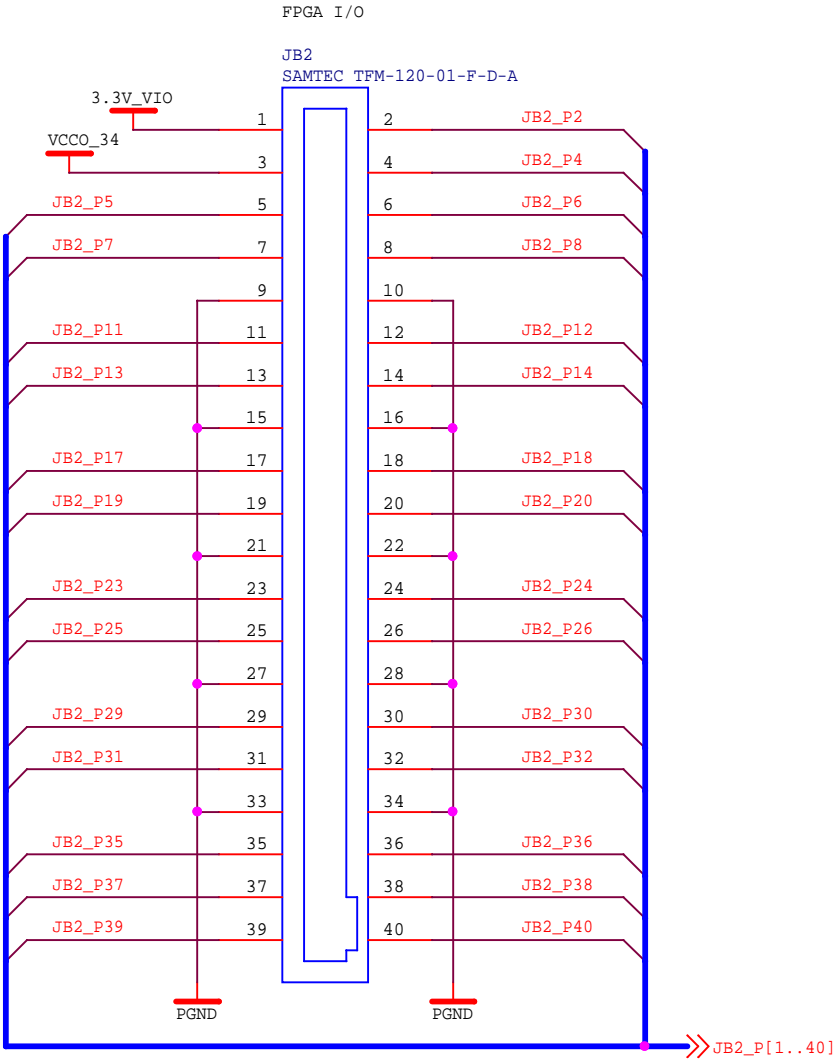 FPGA I/O
JB2
SAMTEC TFM-120-01-F-D-A
3.3V_VIO 1 2 JB2_P2
VCCO_34 3 4 JB2_P4
JB2_P5 5 6 JB2_P6
JB2_P7 7 8 JB2_P8
9 10
JB2_P11 11 12 JB2_P12
JB2_P13 13 14 JB2_P14
15 16
JB2_P17 17 18 JB2_P18
JB2_P19 19 20 JB2_P20
21 22
JB2_P23 23 24 JB2_P24
JB2_P25 25 26 JB2_P26
27 28
JB2_P29 29 30 JB2_P30
JB2_P31 31 32 JB2_P32
33 34
JB2_P35 35 36 JB2_P36
JB2_P37 37 38 JB2_P38
JB2_P39 39 40 JB2_P40
PGND PGND
JB2_P[1..40]